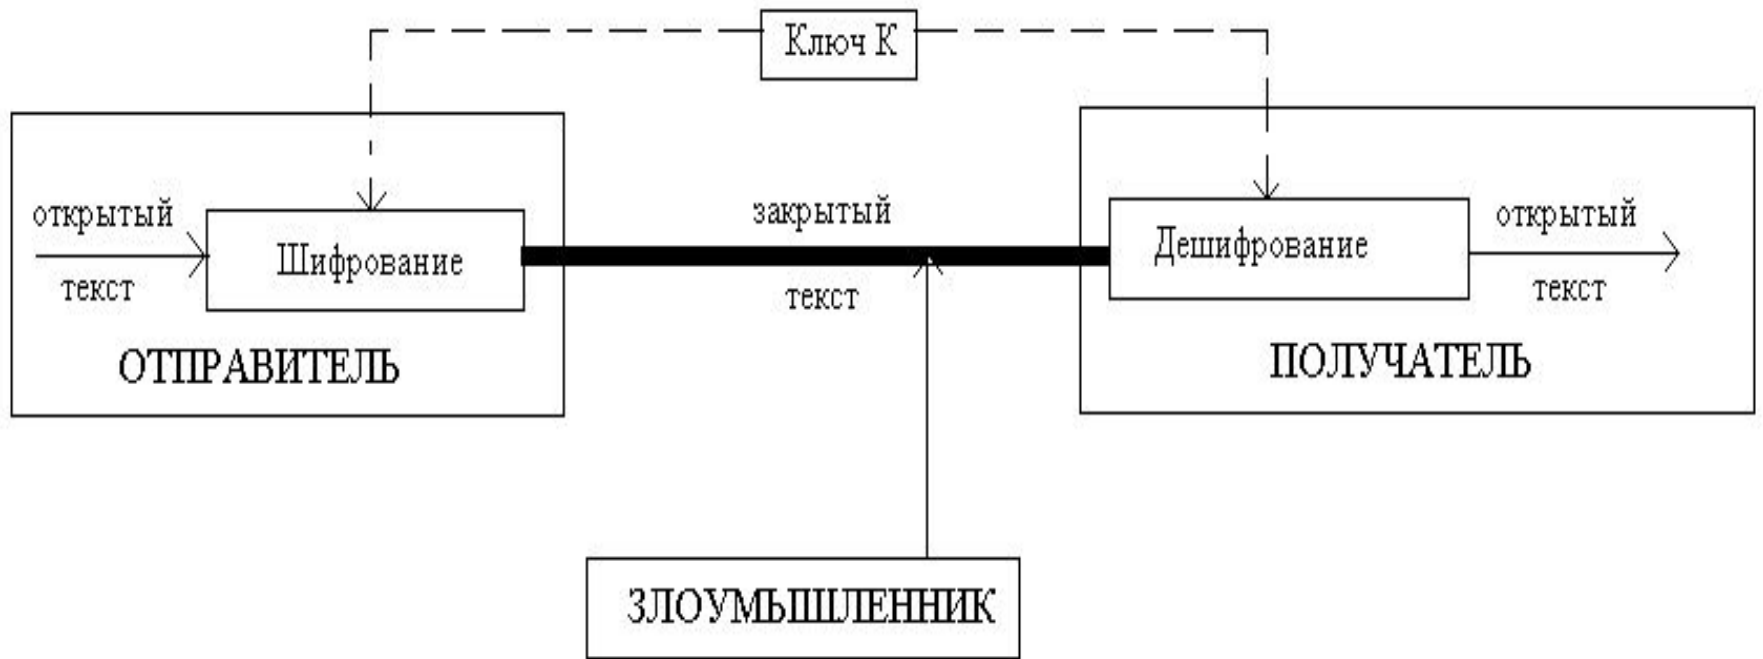 Ключ К
открытый
текст
Шифрование
ОТПРАВИТЕЛЬ
закрытый
текст
Дешифрование
открытый
текст
ПОЛУЧАТЕЛЬ
ЗЛОУМЫШЛЕННИК